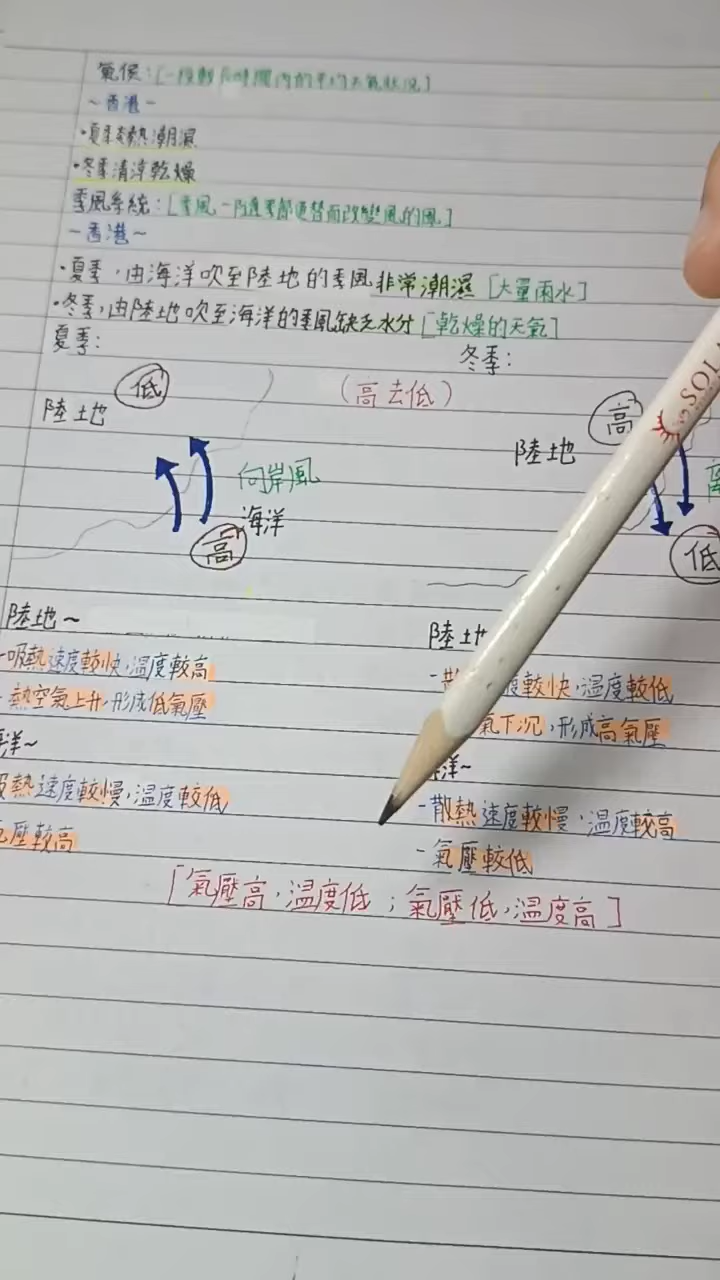 氣候:[一段較長時間內的平均天氣狀況]
~香港~
·夏季炎熱潮濕
·冬季清涼乾燥
季風系統:[季風-隨季節更替而改變風的風]
~香港~
·夏季,由海洋吹至陸地的季風非常潮濕[大量雨水]
·冬季,由陸地吹至海洋的季風缺乏水分[乾燥的天氣]
夏季:
冬季:
(高去低)
低
陸地
向岸風
海洋
高
高
陸地
離
低
陸地~
-吸熱速度較快,溫度較高
-熱空氣上升,形成低氣壓
洋~
吸熱速度較慢,溫度較低
氣壓較高
陸地
-散 度較快,溫度較低
氣下沉,形成高氣壓
洋~
-散熱速度較慢,溫度較高
-氣壓較低
「氣壓高,溫度低;氣壓低,溫度高]